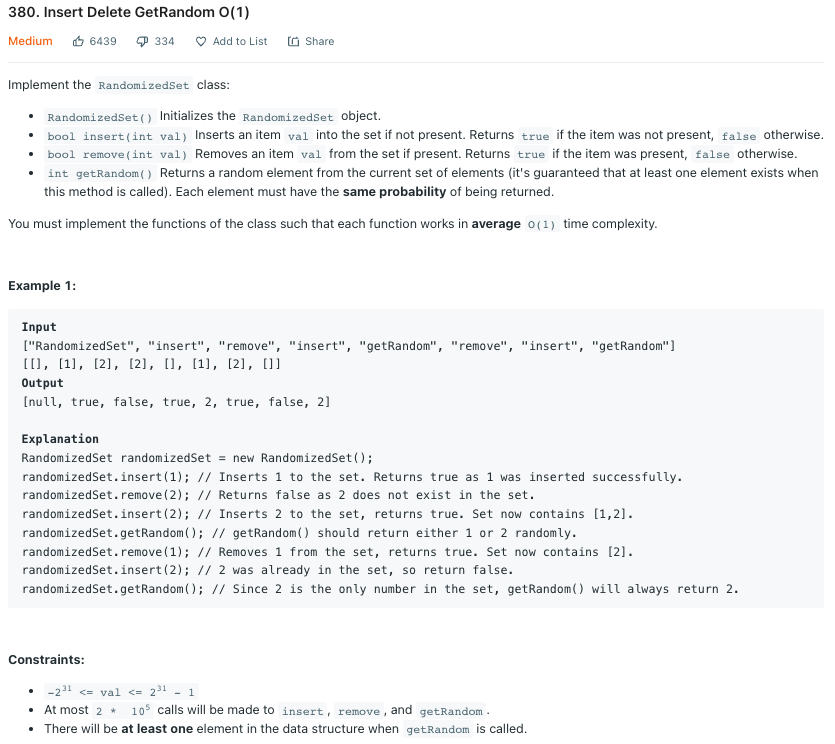 380. Insert Delete GetRandom O(1)
Medium 6439 334 Add to List Share
Implement the RandomizedSet class:
• RandomizedSet() Initializes the RandomizedSet object.
• bool insert(int val) Inserts an item val into the set if not present. Returns true if the item was not present, false otherwise.
• bool remove(int val) Removes an item val from the set if present. Returns true if the item was present, false otherwise.
• int getRandom() Returns a random element from the current set of elements (it's guaranteed that at least one element exists when
this method is called). Each element must have the same probability of being returned.
You must implement the functions of the class such that each function works in average O(1) time complexity.
Example 1:
Input
["RandomizedSet", "insert", "remove", "insert", "getRandom", "remove", "insert", "getRandom"]
[[], [1], [2], [2], [], [1], [2], []]
Output
[null, true, false, true, 2, true, false, 2]
Explanation
RandomizedSet randomizedSet = new RandomizedSet();
randomizedSet.insert(1); // Inserts 1 to the set. Returns true as 1 was inserted successfully.
randomizedSet.remove(2); // Returns false as 2 does not exist in the set.
randomizedSet.insert(2); // Inserts 2 to the set, returns true. Set now contains [1,2].
randomizedSet.getRandom(); // getRandom() should return either 1 or 2 randomly.
randomizedSet.remove(1); // Removes 1 from the set, returns true. Set now contains [2].
randomizedSet.insert(2); // 2 was already in the set, so return false.
randomizedSet.getRandom(); // Since 2 is the only number in the set, getRandom() will always return 2.
Constraints:
• -2³¹ <= val <= 2³¹ - 1
• At most 2 * 10⁵ calls will be made to insert, remove, and getRandom.
• There will be at least one element in the data structure when getRandom is called.